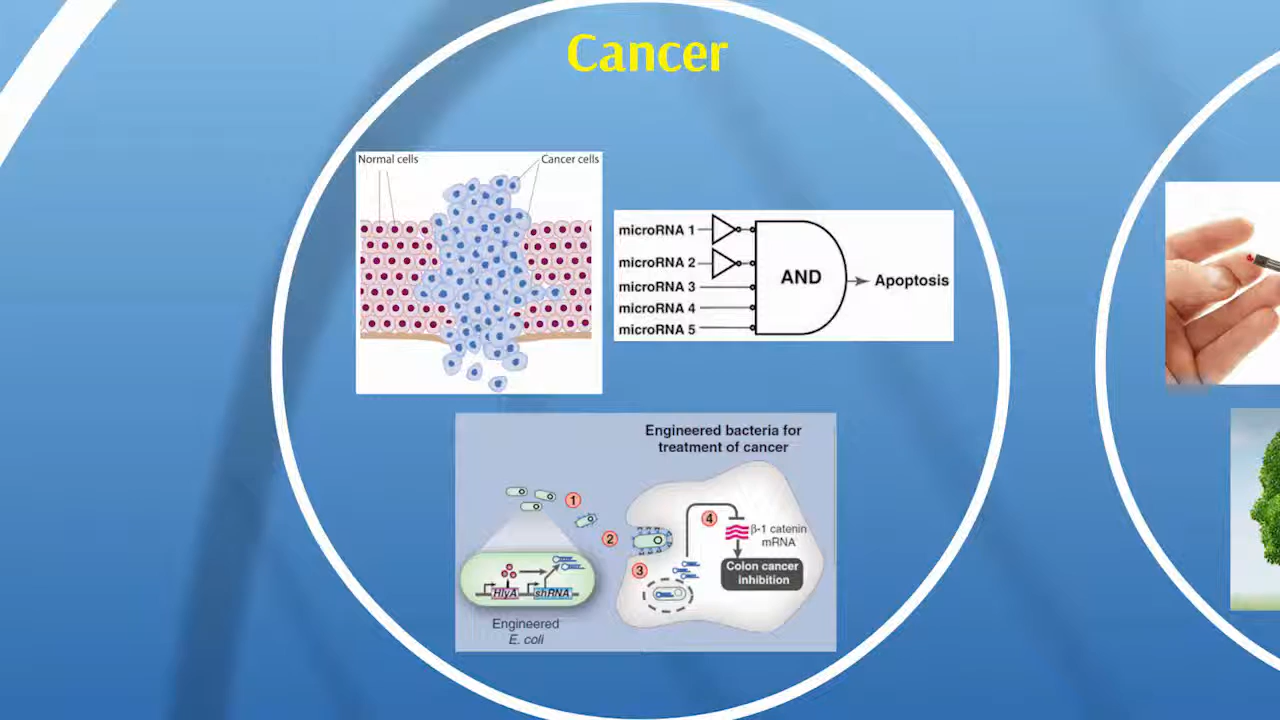 Cancer
Normal cells
Cancer cells
microRNA 1
microRNA 2
microRNA 3
microRNA 4
microRNA 5
AND
Apoptosis
Engineered bacteria for
treatment of cancer
1
2
3
4
β-1 catenin
mRNA
Colon cancer
inhibition
HlyA
shRNA
Engineered
E. coli